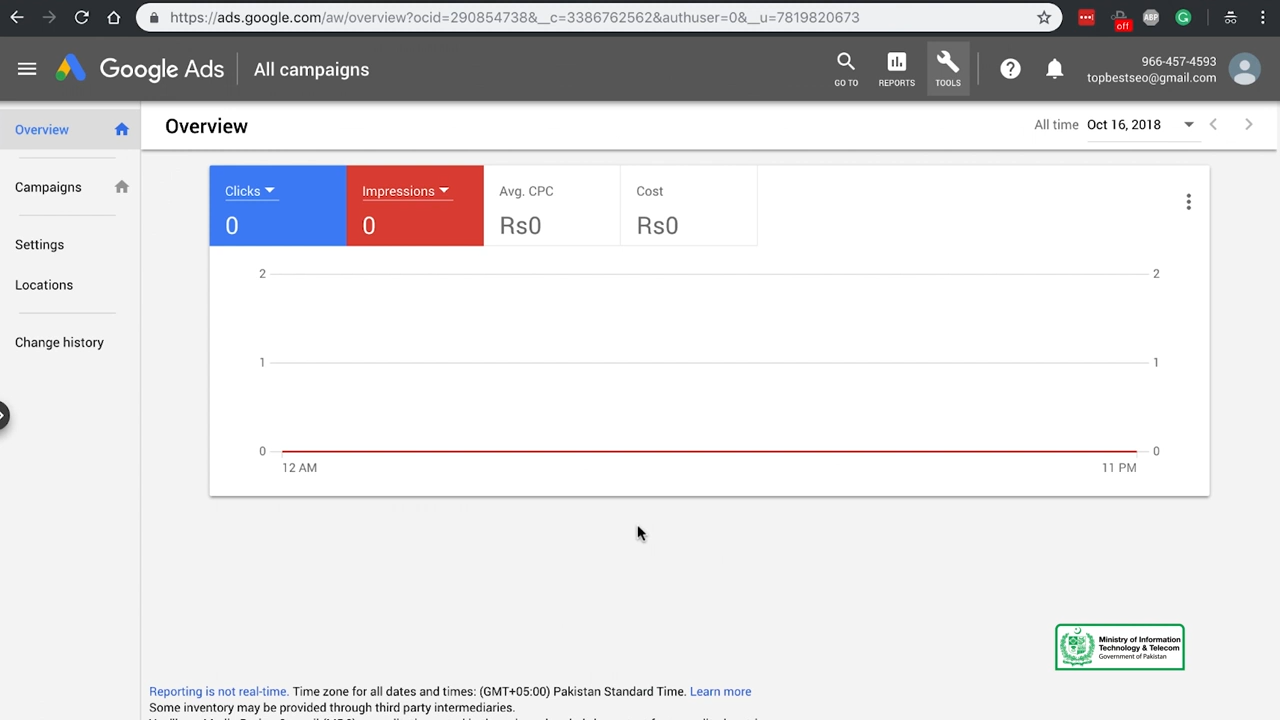 https://ads.google.com/aw/overview?ocid=290854738&__c=3386762562&authuser=0&__u=7819820673
off
ABP
Google Ads
All campaigns
GO TO
REPORTS
TOOLS
966-457-4593
topbestseo@gmail.com
Overview
Campaigns
Settings
Locations
Change history
Overview
All time Oct 16, 2018
Clicks
0
Impressions
0
Avg. CPC
Rs0
Cost
Rs0
2
2
1
1
0
0
12 AM
11 PM
Ministry of Information
Technology & Telecom
Government of Pakistan
Reporting is not real-time. Time zone for all dates and times: (GMT+05:00) Pakistan Standard Time. Learn more
Some inventory may be provided through third party intermediaries.